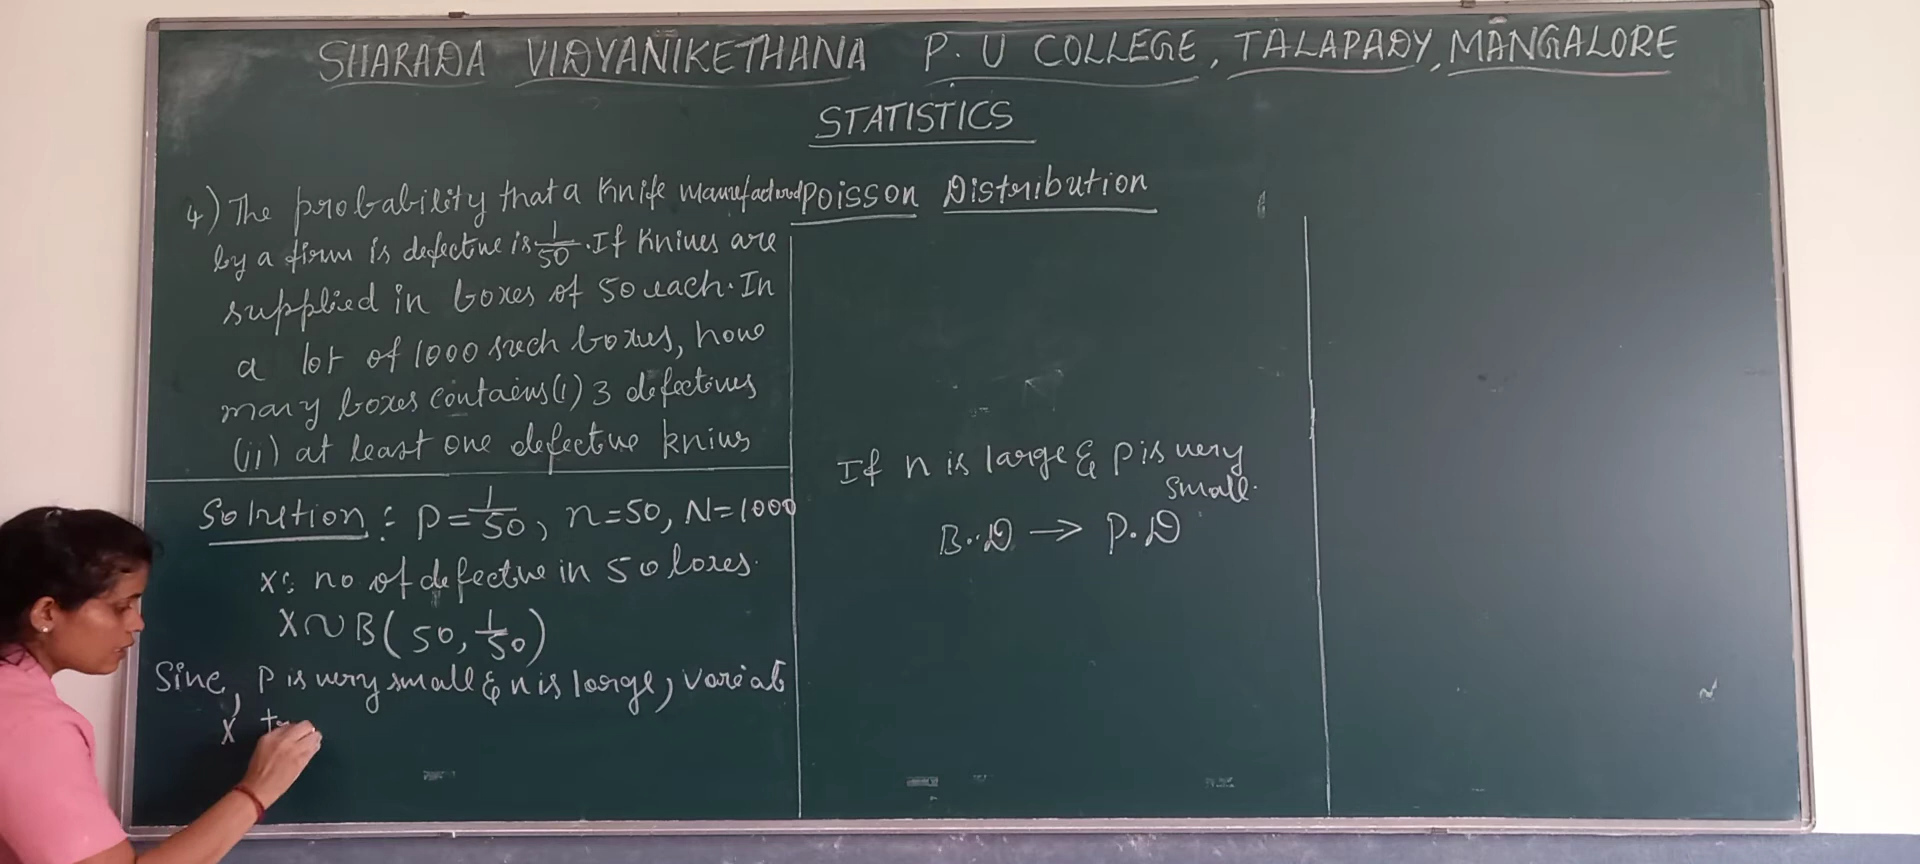 SHARADA VIDYANIKETHANA P.U COLLEGE, TALAPADY, MANGALORE
STATISTICS
Poisson Distribution
4) The probability that a Knife manufactured
by a firm is defective is 1/50. If Knives are
supplied in boxes of 50 each. In
a lot of 1000 such boxes, how
many boxes contains (i) 3 defectives
(ii) at least one defective knives
Solution: P=1/50, n=50, N=1000
X: no of defective in 50 boxes.
X~B(50, 1/50)
Sinc, P is very small & n is large, variab
X t
If n is large & P is very
small.
B.D → P.D